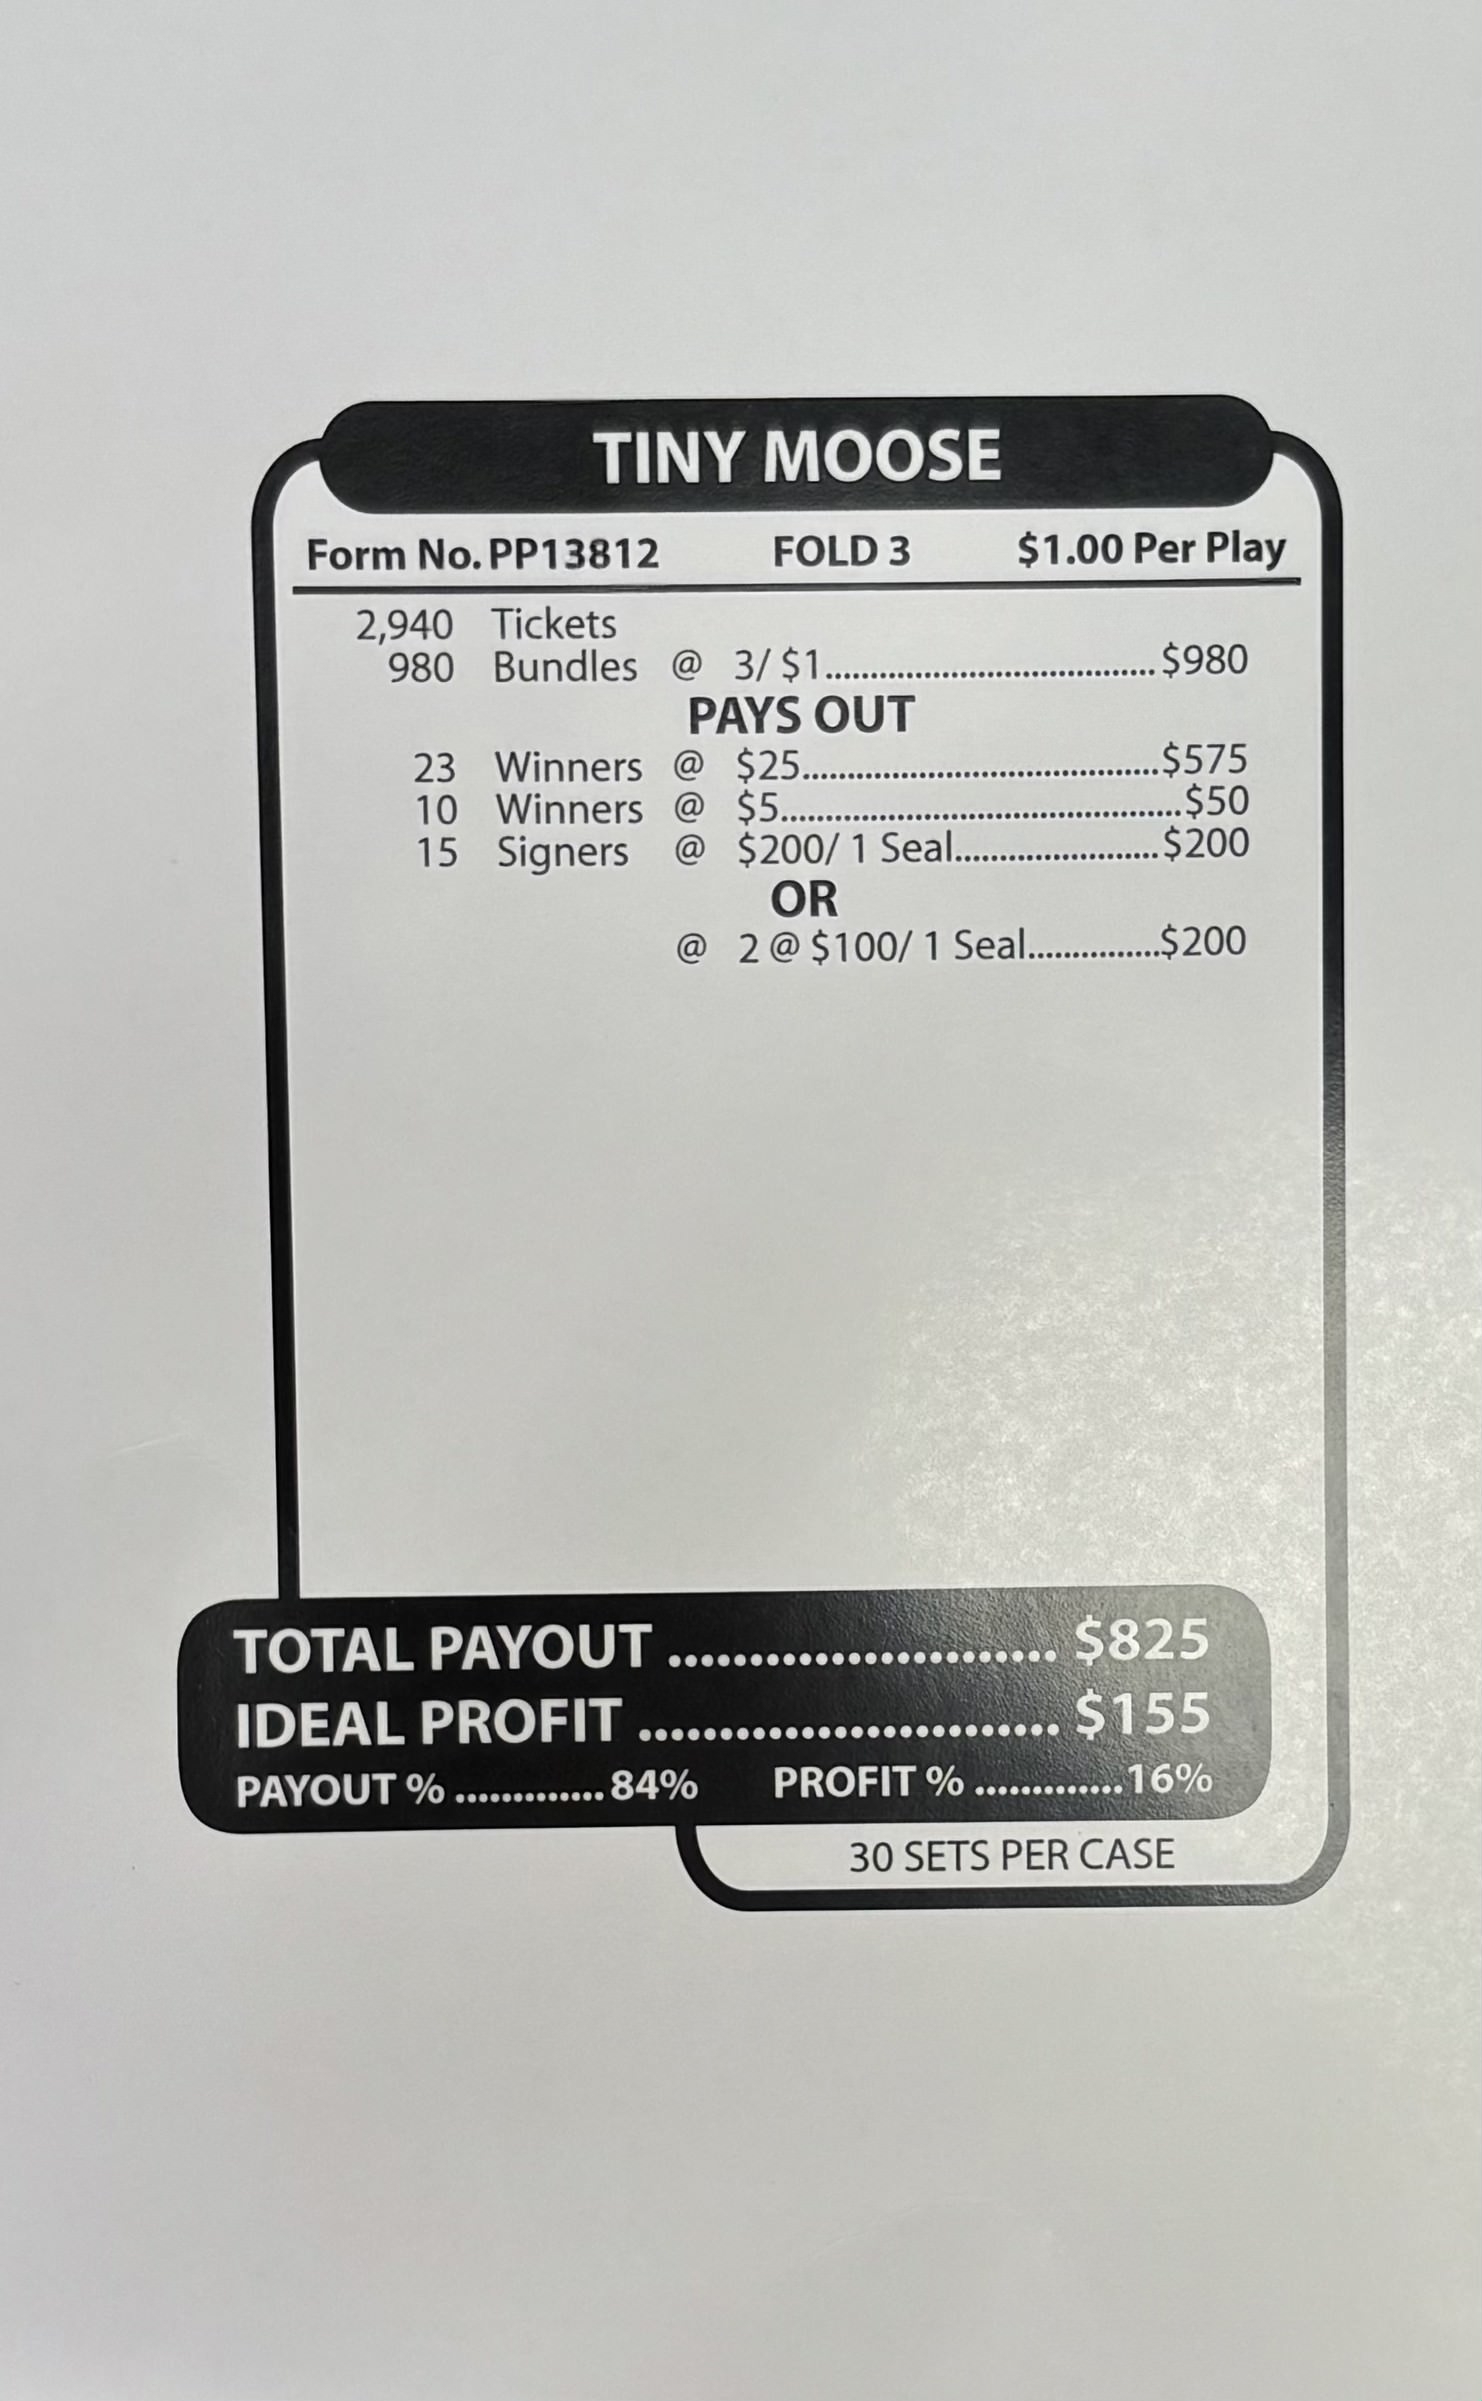 TINY MOOSE
Form No. PP13812 FOLD 3 $1.00 Per Play
2,940 Tickets
980 Bundles @ 3/ $1....................................$980
PAYS OUT
23 Winners @ $25.......................................$575
10 Winners @ $5............................................$50
15 Signers @ $200/ 1 Seal......................$200
OR
@ 2 @ $100/ 1 Seal..............$200
TOTAL PAYOUT ........................ $825
IDEAL PROFIT .......................... $155
PAYOUT % ............. 84% PROFIT % ............. 16%
30 SETS PER CASE